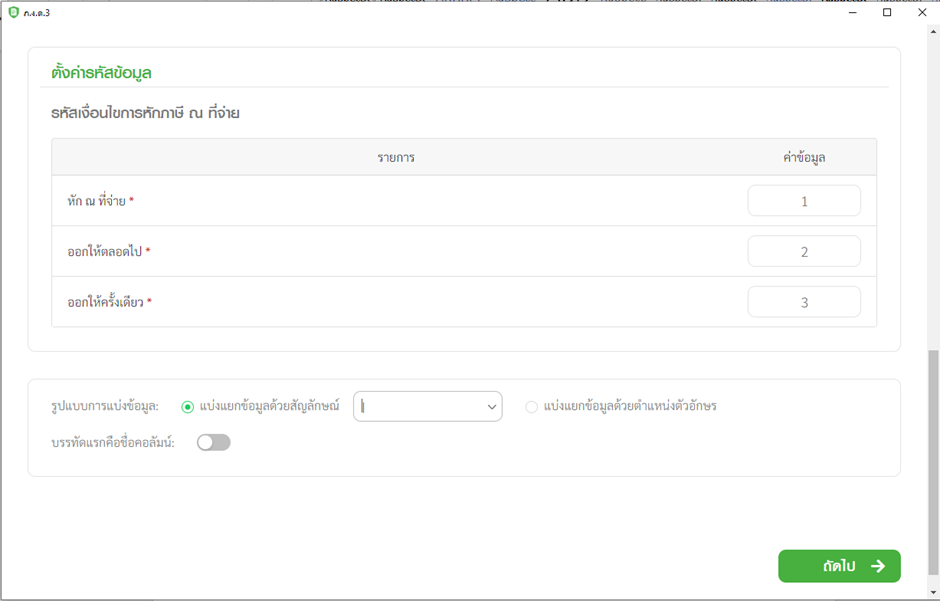 ภ.ง.ด.3
ตั้งค่ารหัสข้อมูล
รหัสเงื่อนไขการหักภาษี ณ ที่จ่าย
รายการ ค่าข้อมูล
หัก ณ ที่จ่าย * 1
ออกให้ตลอดไป * 2
ออกให้ครั้งเดียว * 3
รูปแบบการแบ่งข้อมูล: แบ่งแยกข้อมูลด้วยสัญลักษณ์ | แบ่งแยกข้อมูลด้วยตำแหน่งตัวอักษร
บรรทัดแรกคือชื่อคอลัมน์:
ถัดไป →